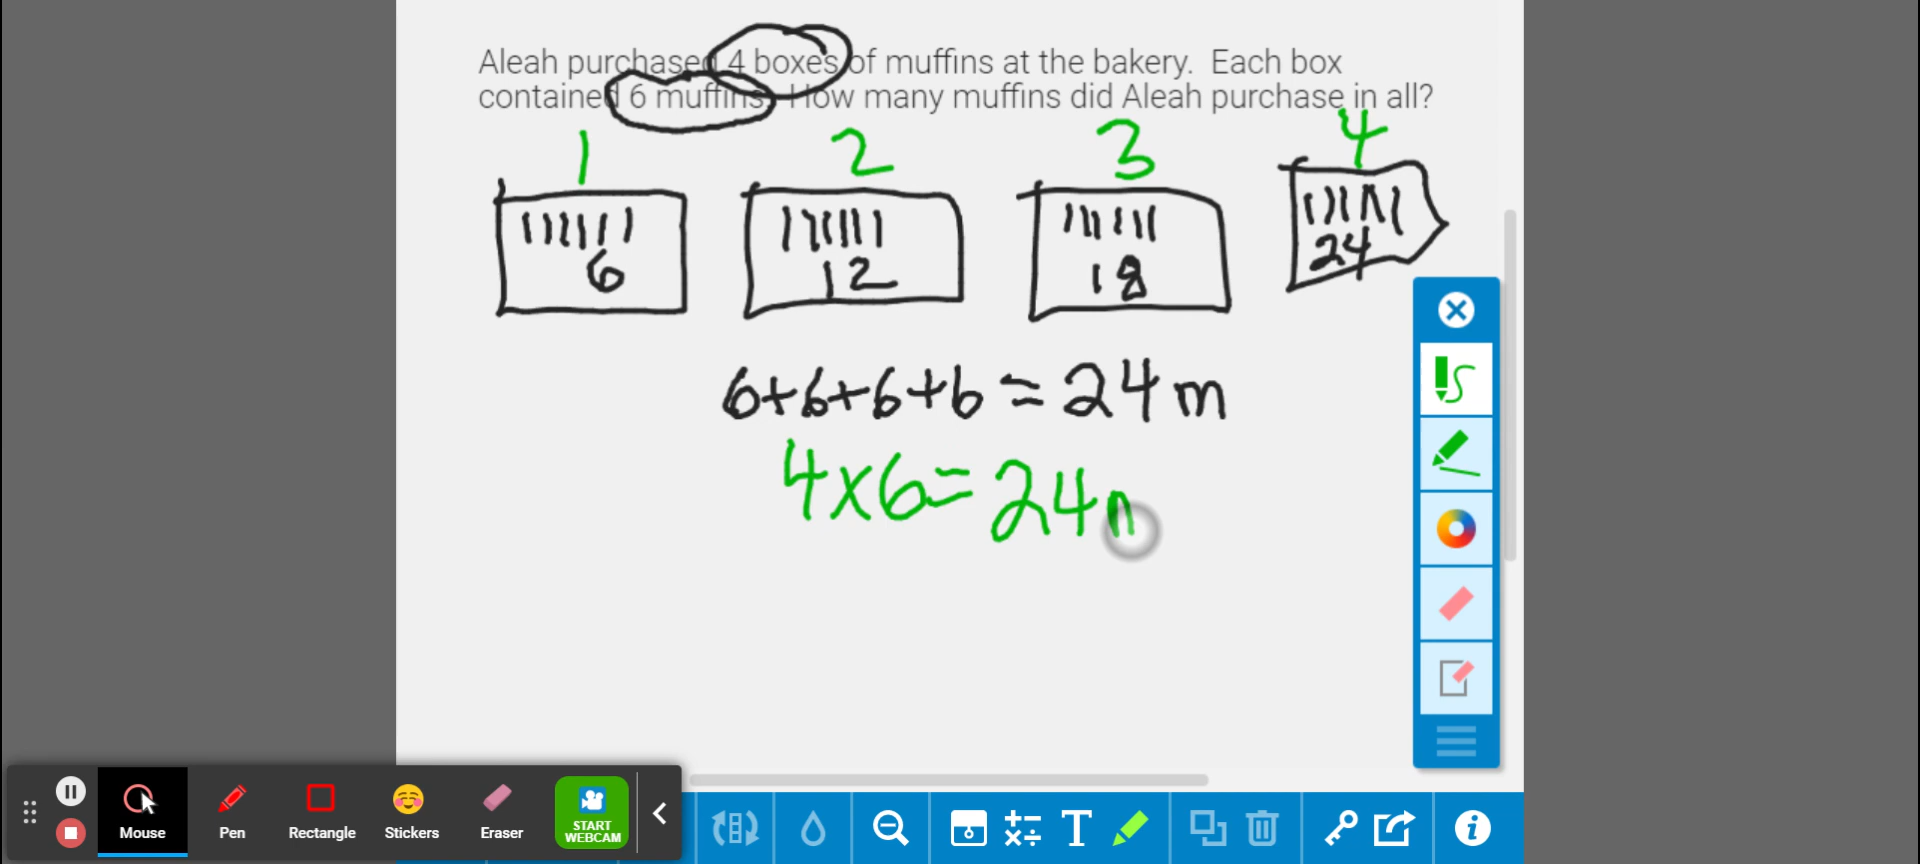 Aleah purchased 4 boxes of muffins at the bakery. Each box
contained 6 muffins. How many muffins did Aleah purchase in all?
1 2 3 4
6 12 18 24
6+6+6+6=24m
4x6=24m
Mouse Pen Rectangle Stickers Eraser START
WEBCAM